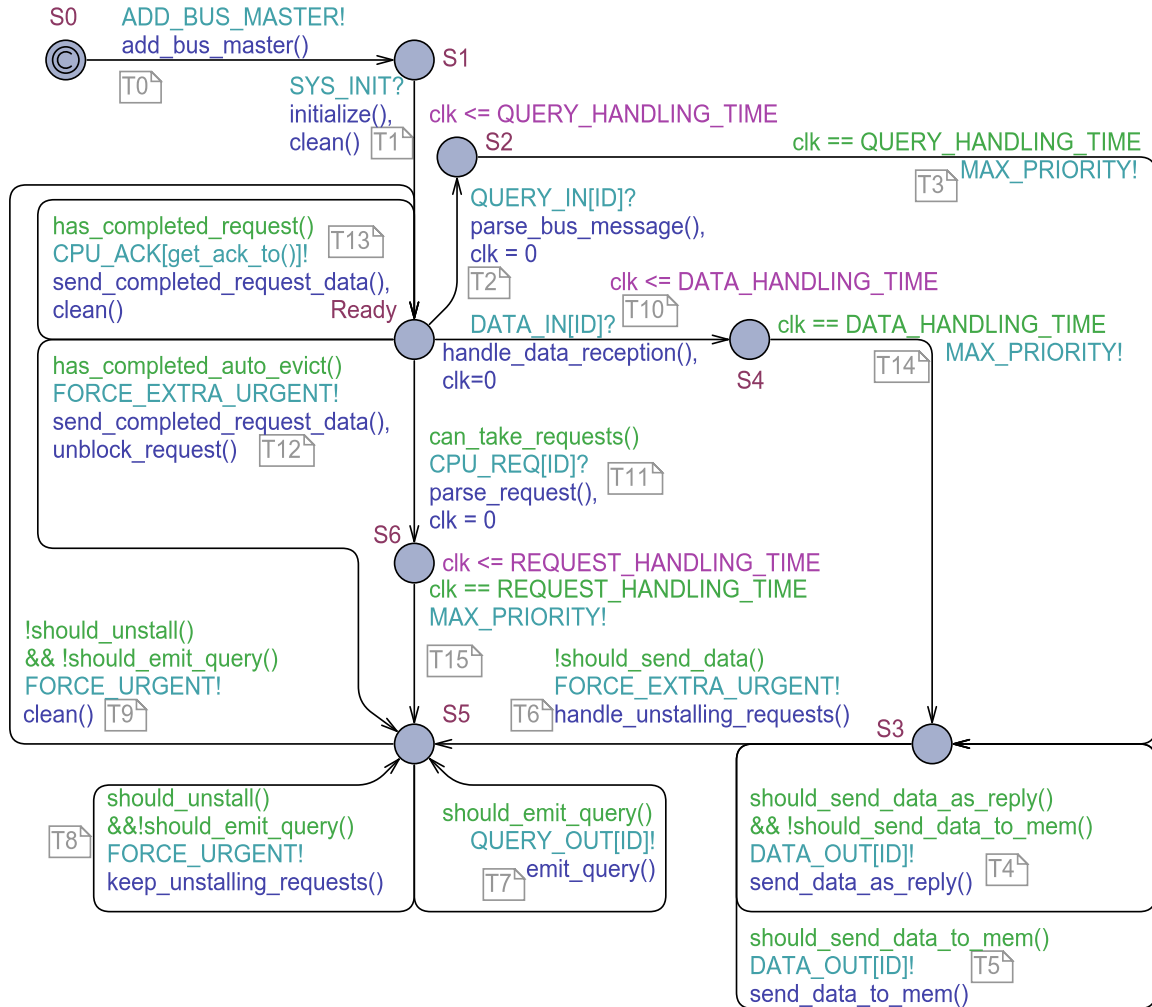 S0
ADD_BUS_MASTER!
add_bus_master()
T0
S1
SYS_INIT?
initialize(),
clean()
T1
clk <= QUERY_HANDLING_TIME
S2
clk == QUERY_HANDLING_TIME
MAX_PRIORITY!
T3
QUERY_IN[ID]?
parse_bus_message(),
clk = 0
T2
has_completed_request()
CPU_ACK[get_ack_to()]!
send_completed_request_data(),
clean()
T13
Ready
clk <= DATA_HANDLING_TIME
T10
DATA_IN[ID]?
handle_data_reception(),
clk=0
S4
clk == DATA_HANDLING_TIME
MAX_PRIORITY!
T14
has_completed_auto_evict()
FORCE_EXTRA_URGENT!
send_completed_request_data(),
unblock_request()
T12
can_take_requests()
CPU_REQ[ID]?
parse_request(),
clk = 0
T11
S6
clk <= REQUEST_HANDLING_TIME
clk == REQUEST_HANDLING_TIME
MAX_PRIORITY!
T15
!should_unstall()
&& !should_emit_query()
FORCE_URGENT!
clean()
T9
!should_send_data()
FORCE_EXTRA_URGENT!
handle_unstalling_requests()
T6
S5
S3
should_unstall()
&&!should_emit_query()
FORCE_URGENT!
keep_unstalling_requests()
T8
should_emit_query()
QUERY_OUT[ID]!
emit_query()
T7
should_send_data_as_reply()
&& !should_send_data_to_mem()
DATA_OUT[ID]!
send_data_as_reply()
T4
should_send_data_to_mem()
DATA_OUT[ID]!
send_data_to_mem()
T5